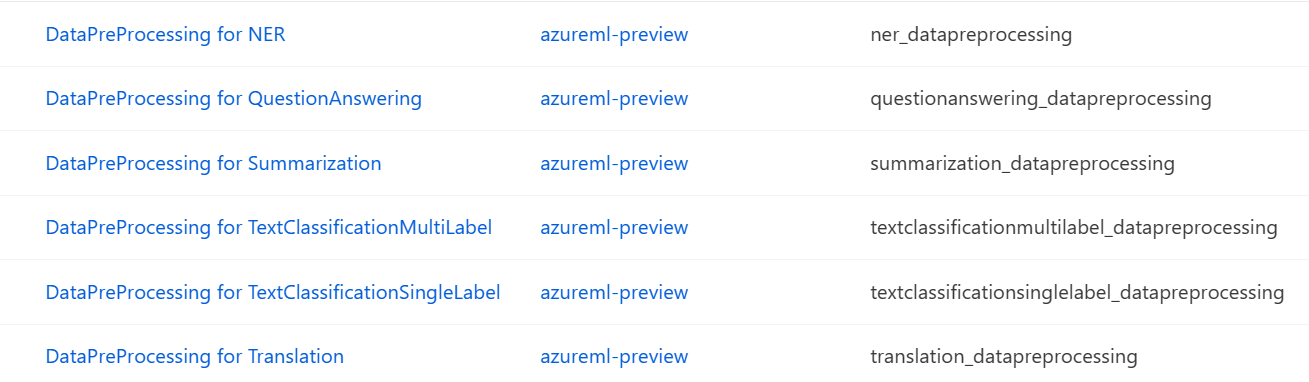 DataPreProcessing for NER azureml-preview ner_datapreprocessing
DataPreProcessing for QuestionAnswering azureml-preview questionanswering_datapreprocessing
DataPreProcessing for Summarization azureml-preview summarization_datapreprocessing
DataPreProcessing for TextClassificationMultiLabel azureml-preview textclassificationmultilabel_datapreprocessing
DataPreProcessing for TextClassificationSingleLabel azureml-preview textclassificationsinglelabel_datapreprocessing
DataPreProcessing for Translation azureml-preview translation_datapreprocessing